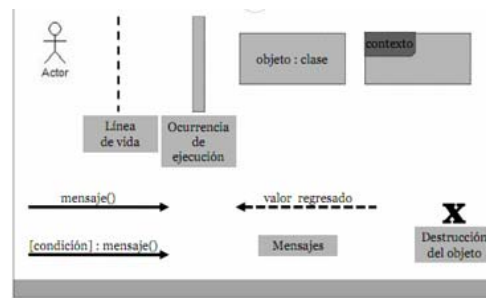 Actor
objeto : clase
contexto
Línea
de vida
Ocurrencia
de
ejecución
mensaje()
valor regresado
[condición] : mensaje()
Mensajes
Destrucción
del objeto